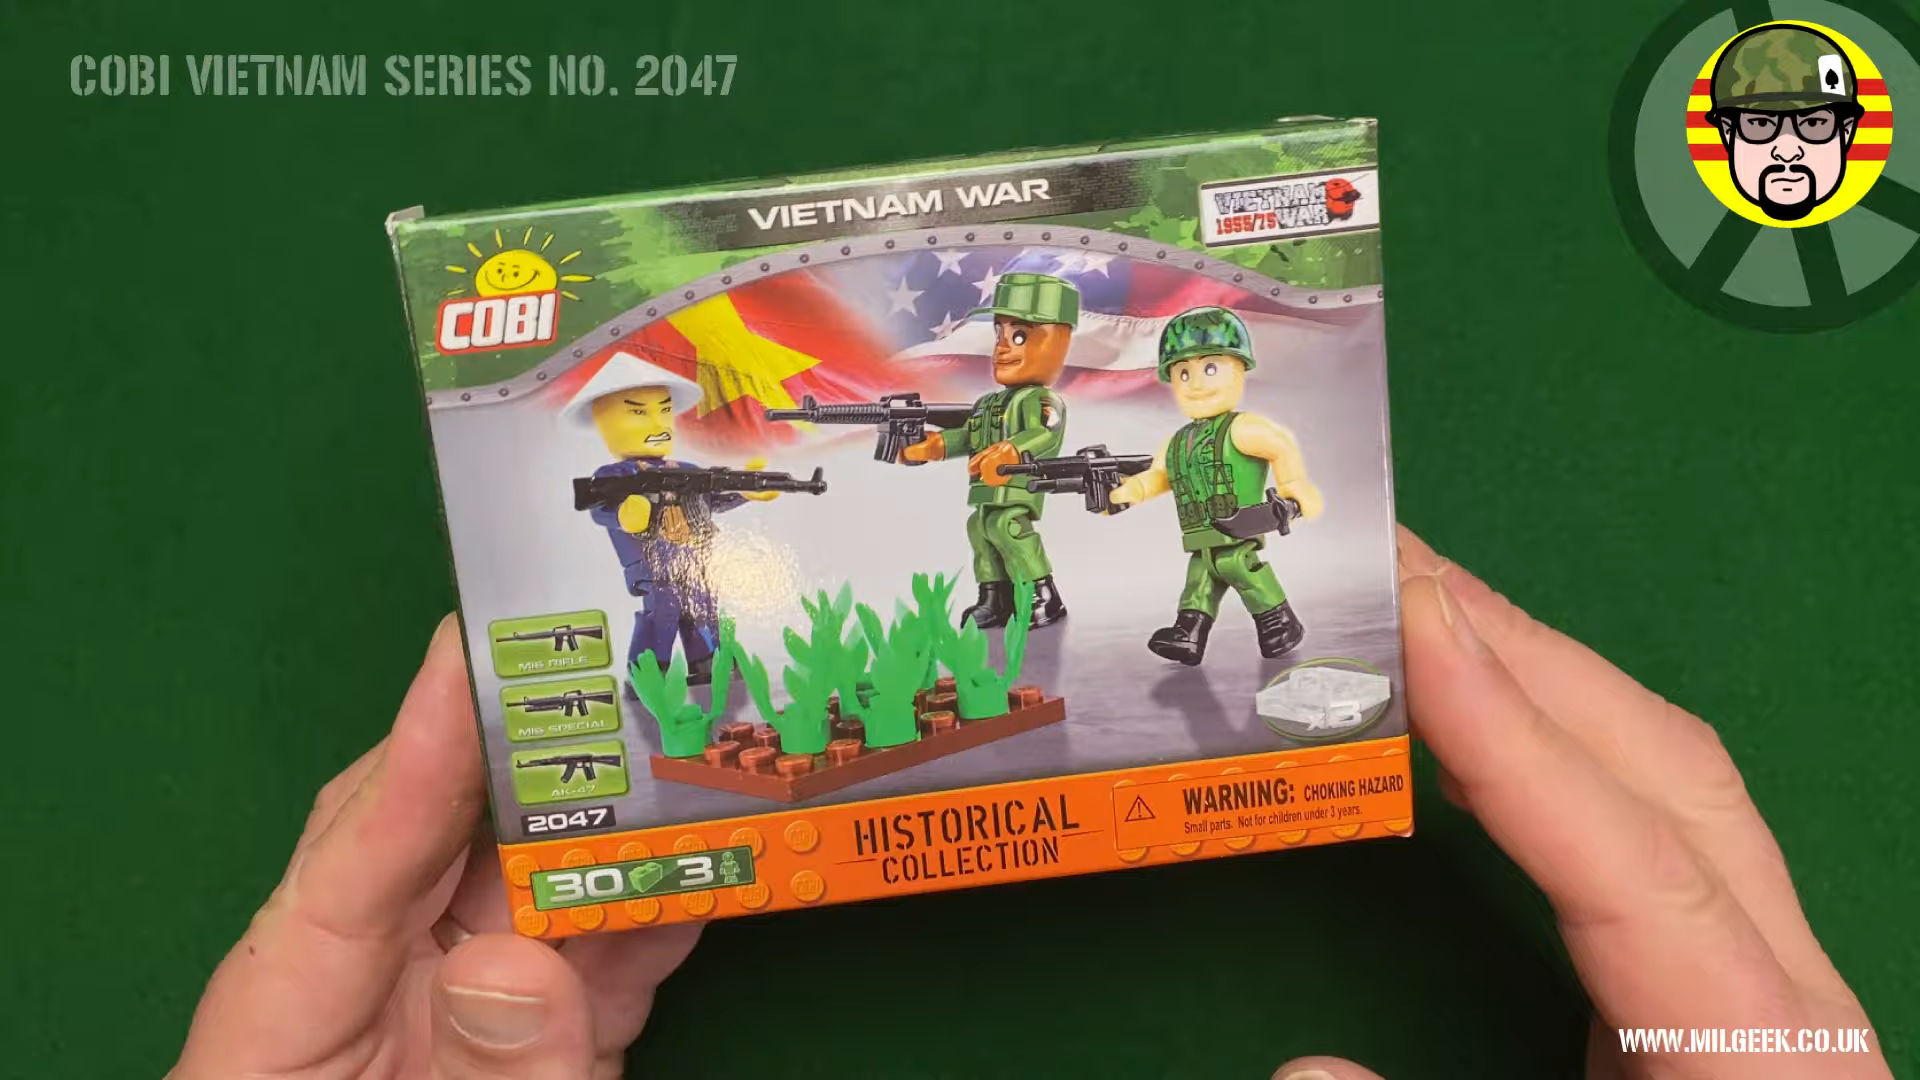 COBI VIETNAM SERIES NO. 2047
VIETNAM WAR
VIETNAM
1955/75 WAR
COBI
M16 RIFLE
M16 SPECIAL
AK-47
2047
x3
30 3
HISTORICAL
COLLECTION
WARNING: CHOKING HAZARD
Small parts. Not for children under 3 years.
WWW.MILGEEK.CO.UK